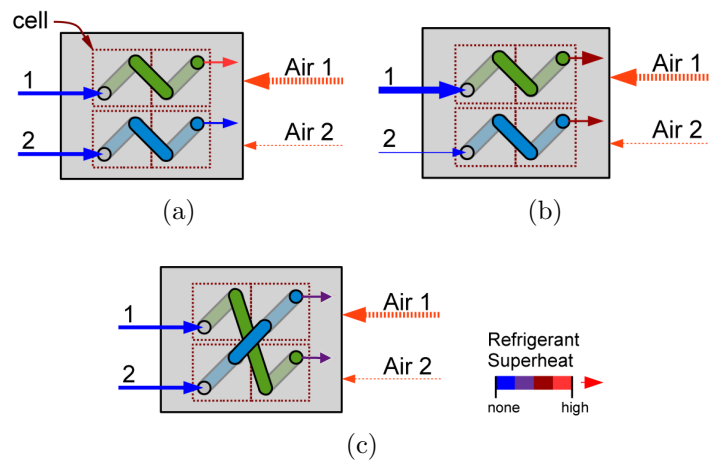 cell
1
Air 1
2
Air 2
(a)
1
Air 1
2
Air 2
(b)
1
Air 1
2
Air 2
(c)
Refrigerant
Superheat
none
high